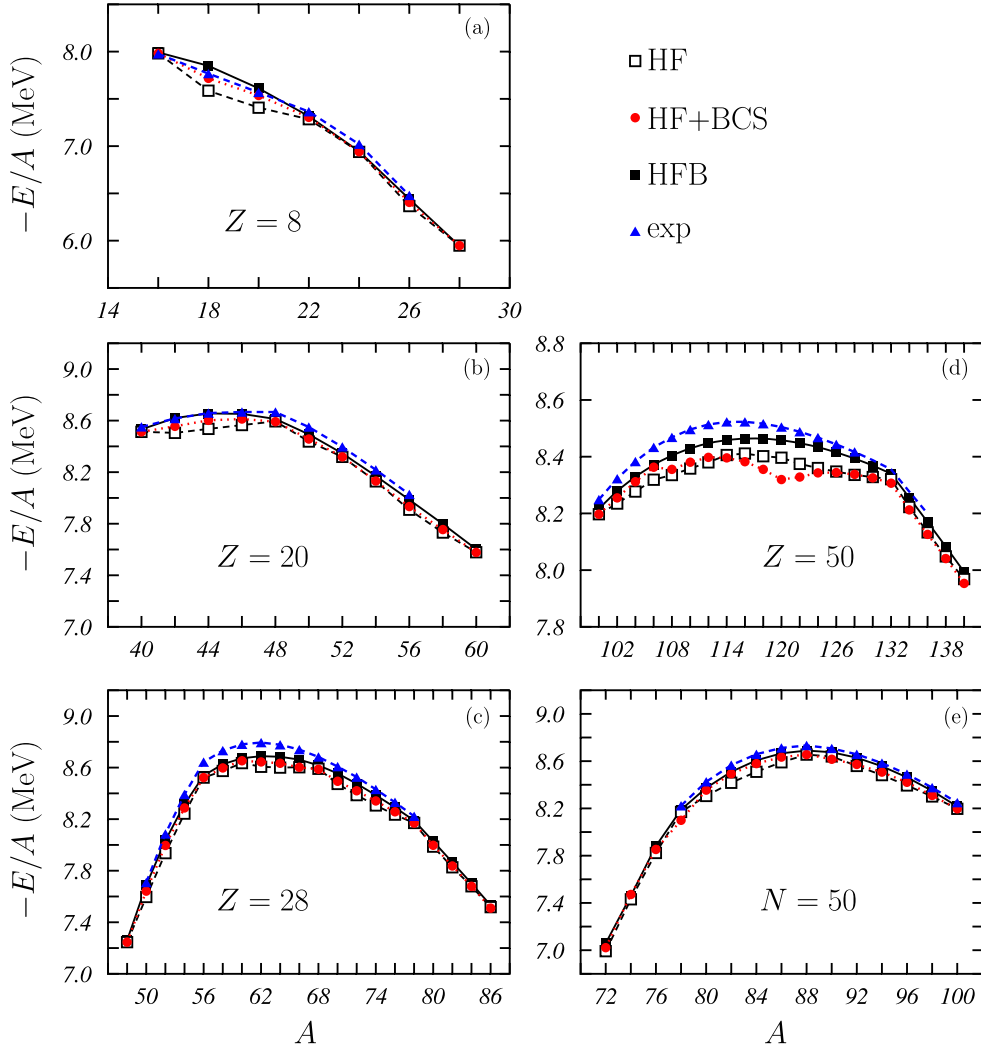 (a)
8.0
7.0
6.0
−E/A (MeV)
Z = 8
14 18 22 26 30
HF
HF+BCS
HFB
exp
(b)
9.0
8.6
8.2
7.8
7.4
7.0
−E/A (MeV)
Z = 20
40 44 48 52 56 60
(d)
8.8
8.6
8.4
8.2
8.0
7.8
Z = 50
102 108 114 120 126 132 138
(c)
9.0
8.6
8.2
7.8
7.4
7.0
−E/A (MeV)
Z = 28
50 56 62 68 74 80 86
A
(e)
9.0
8.6
8.2
7.8
7.4
7.0
N = 50
72 76 80 84 88 92 96 100
A